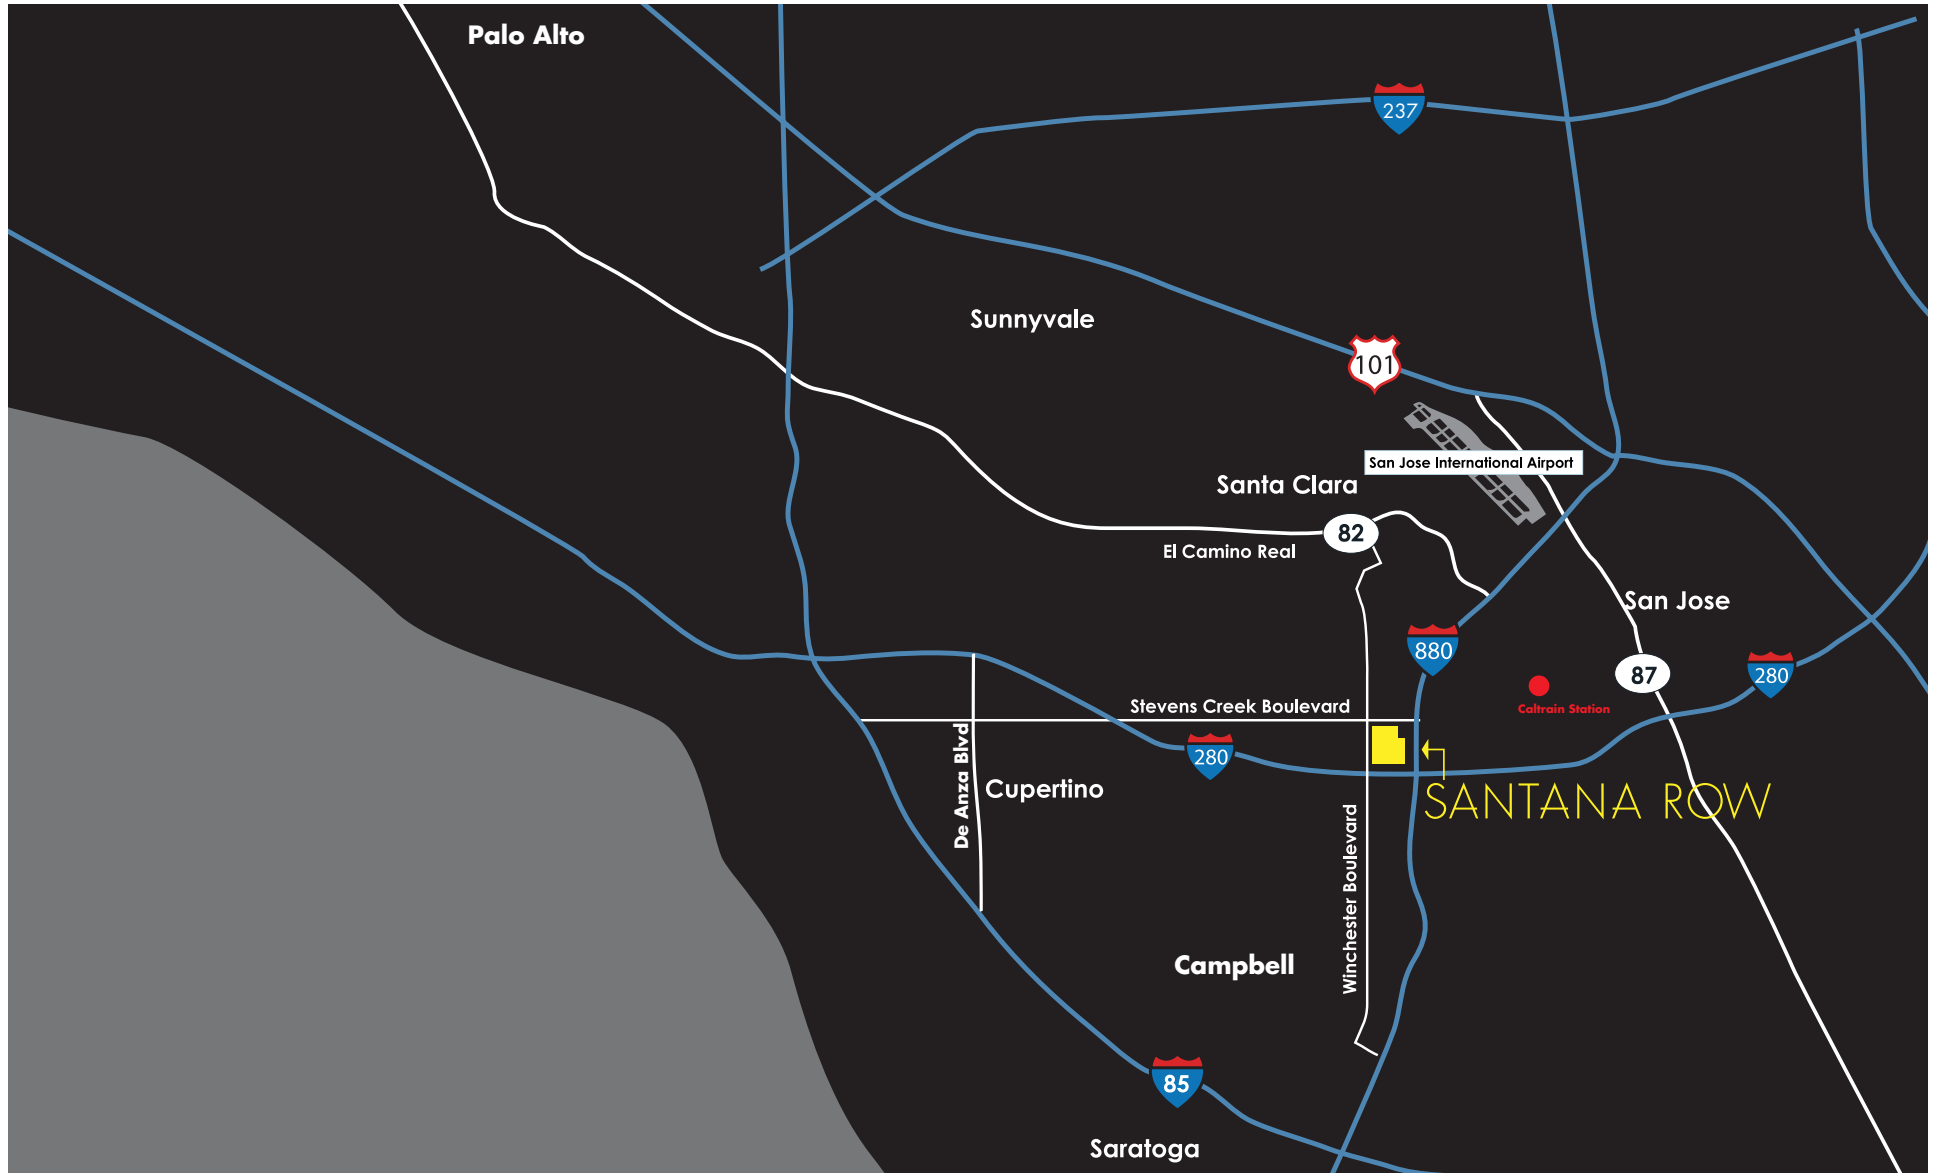 Palo Alto
237
Sunnyvale
101
San Jose International Airport
Santa Clara
82
El Camino Real
San Jose
880
87
280
Caltrain Station
Stevens Creek Boulevard
280
De Anza Blvd
Cupertino
SANTANA ROW
Winchester Boulevard
Campbell
85
Saratoga